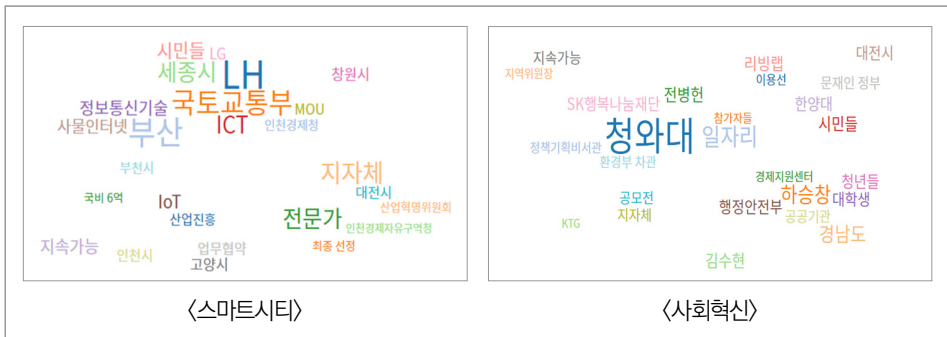 시민들 LG
세종시 LH 창원시
국토교통부
정보통신기술 MOU
사물인터넷 부산 ICT 인천경제청
부천시 지자체
대전시
국비 6억 IoT 산업혁명위원회
산업진흥 전문가
인천경제자유구역청
지속가능 업무협약 최종 선정
인천시 고양시
〈스마트시티〉
지속가능 대전시
지역위원장 리빙랩
이용선 문재인 정부
SK행복나눔재단 전병헌 한양대
참가자들 시민들
청와대 일자리
정책기획비서관
환경부 차관
경제지원센터 청년들
공모전 하승창 대학생
지자체 행정안전부 공공기관
KTG 경남도
김수현
〈사회혁신〉